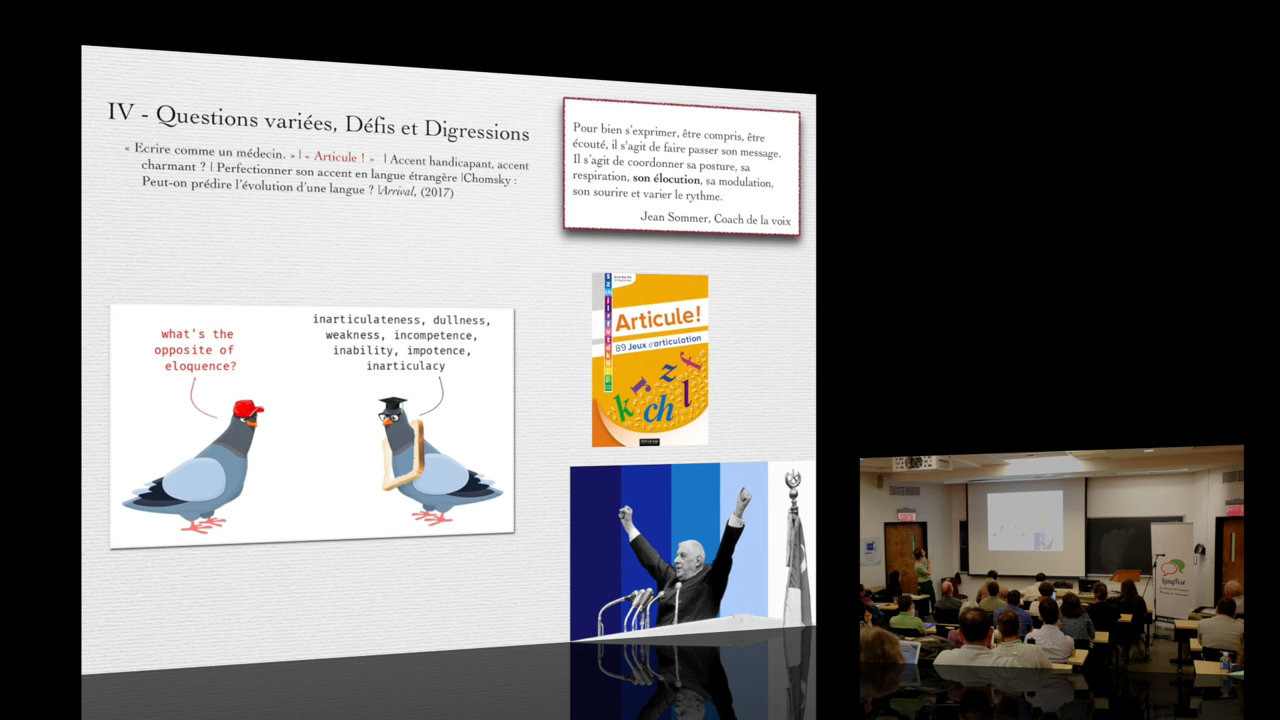 IV - Questions variées, Défis et Digressions
« Ecrire comme un médecin. » | « Articule ! » | Accent handicapant, accent
charmant ? | Perfectionner son accent en langue étrangère |Chomsky :
Peut-on prédire l'évolution d'une langue ? |Arrival, (2017)
Pour bien s'exprimer, être compris, être
écouté, il s'agit de faire passer son message.
Il s'agit de coordonner sa posture, sa
respiration, son élocution, sa modulation,
son sourire et varier le rythme.
Jean Sommer, Coach de la voix
what's the
opposite of
eloquence?
inarticulateness, dullness,
weakness, incompetence,
inability, impotence,
inarticulacy
Articule!
89 Jeux d'articulation
k r z f
ch l
LangFest